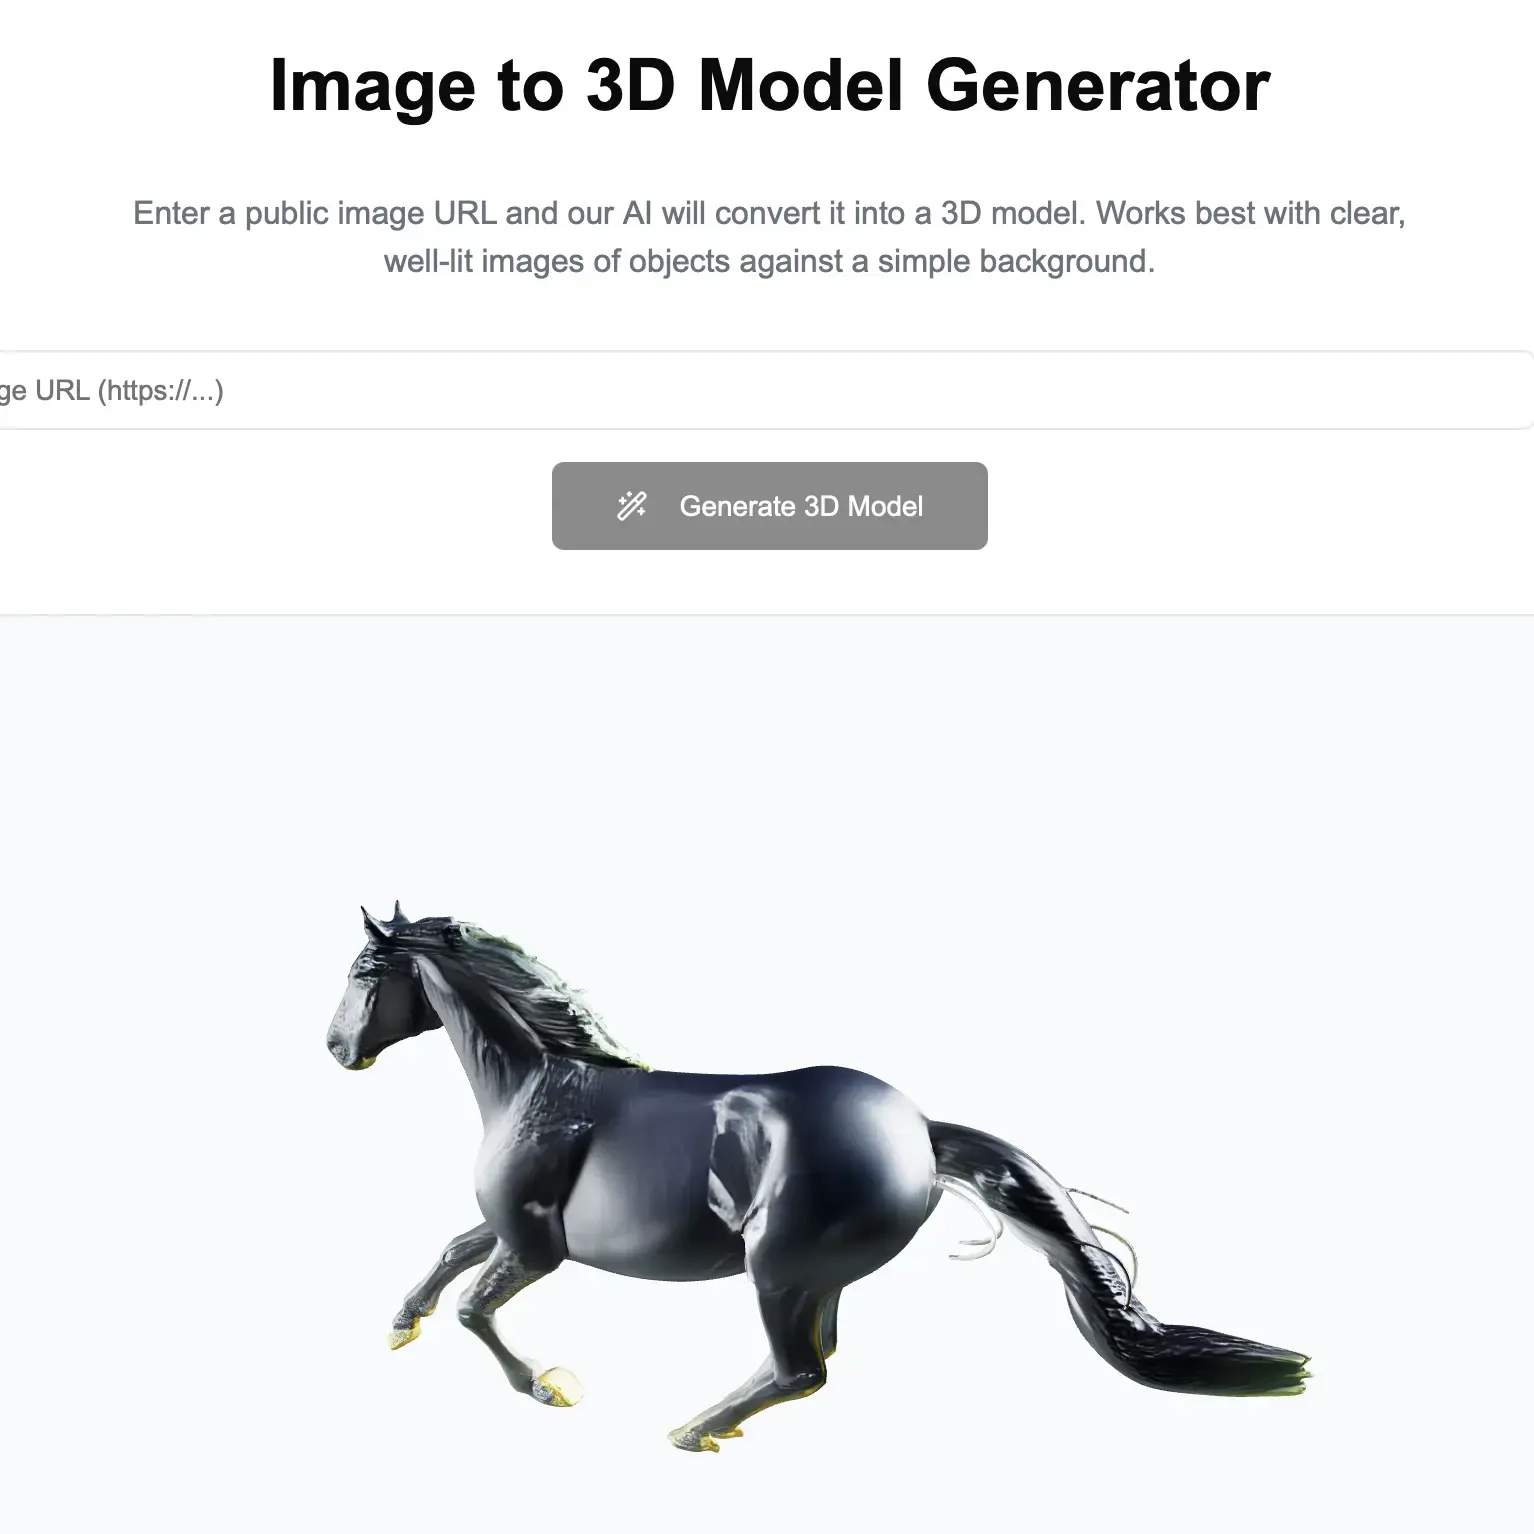 Image to 3D Model Generator
Enter a public image URL and our AI will convert it into a 3D model. Works best with clear,
well-lit images of objects against a simple background.
ge URL (https://...)
Generate 3D Model